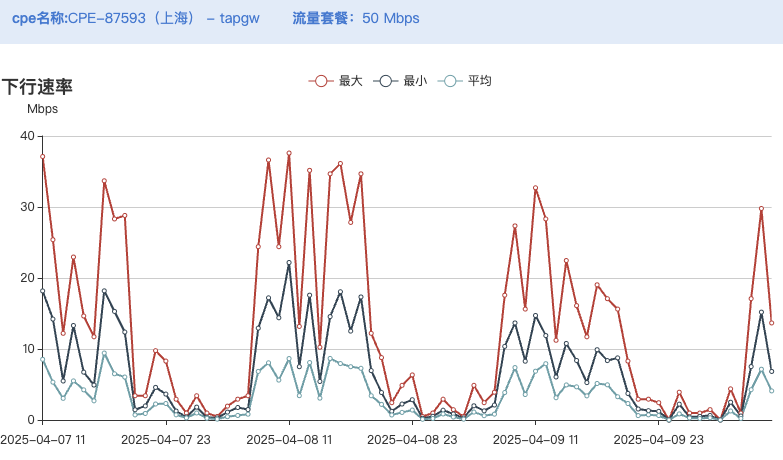 cpe名称:CPE-87593（上海） - tapgw 流量套餐：50 Mbps
下行速率
最大 最小 平均
Mbps
40
30
20
10
0
2025-04-07 11 2025-04-07 23 2025-04-08 11 2025-04-08 23 2025-04-09 11 2025-04-09 23